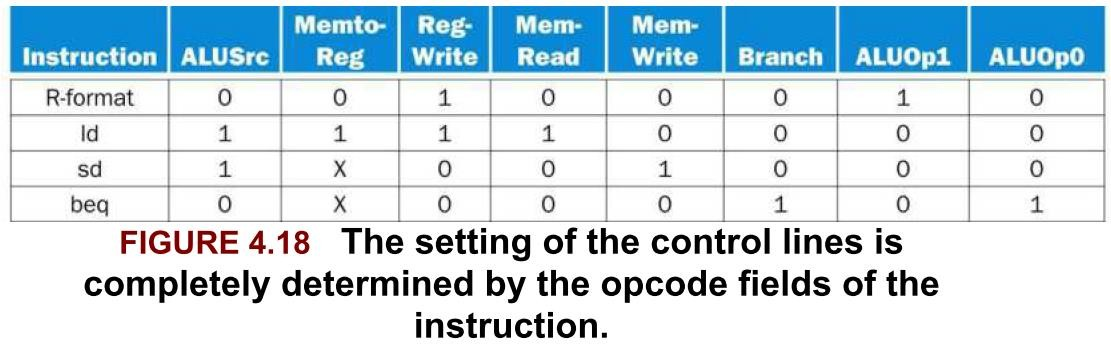 Instruction ALUSrc Memto-Reg Reg-Write Mem-Read Mem-Write Branch ALUOp1 ALUOp0
R-format 0 0 1 0 0 0 1 0
ld 1 1 1 1 0 0 0 0
sd 1 X 0 0 1 0 0 0
beq 0 X 0 0 0 1 0 1
FIGURE 4.18 The setting of the control lines is
completely determined by the opcode fields of the
instruction.